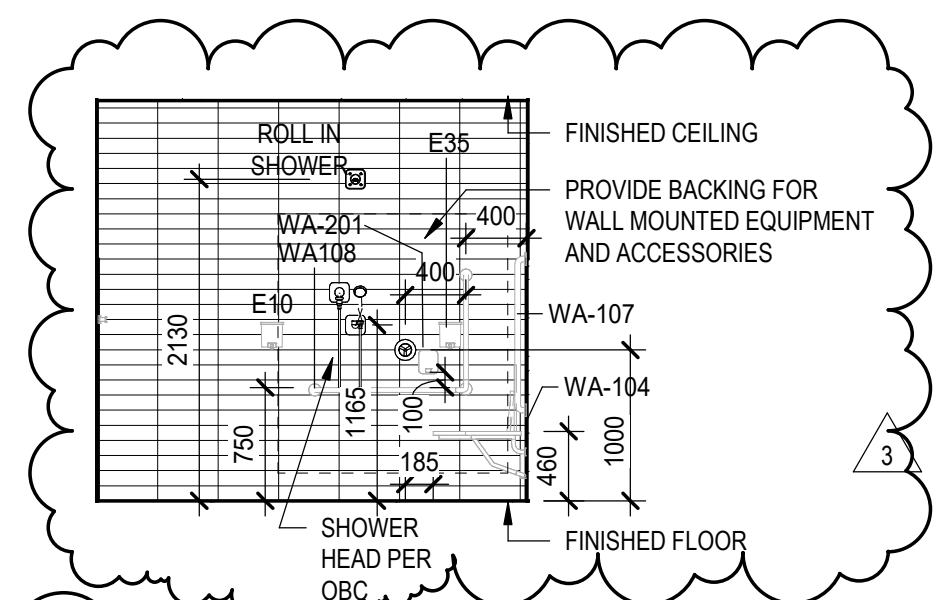 ROLL IN
SHOWER
E35
FINISHED CEILING
PROVIDE BACKING FOR
WALL MOUNTED EQUIPMENT
AND ACCESSORIES
400
WA-201
WA108
400
E10
WA-107
2130
WA-104
750
1165
100
185
460
1000
3
SHOWER
HEAD PER
OBC
FINISHED FLOOR